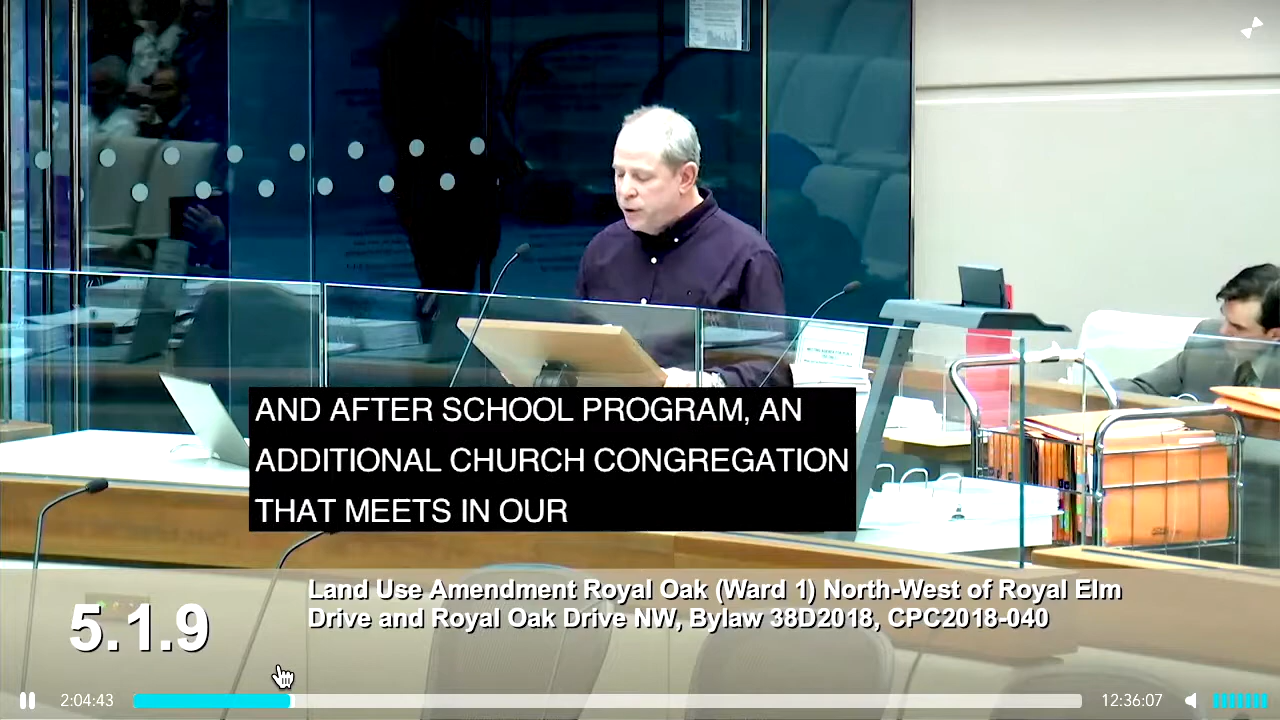 AND AFTER SCHOOL PROGRAM, AN
ADDITIONAL CHURCH CONGREGATION
THAT MEETS IN OUR
5.1.9
Land Use Amendment Royal Oak (Ward 1) North-West of Royal Elm
Drive and Royal Oak Drive NW, Bylaw 38D2018, CPC2018-040
2:04:43
12:36:07